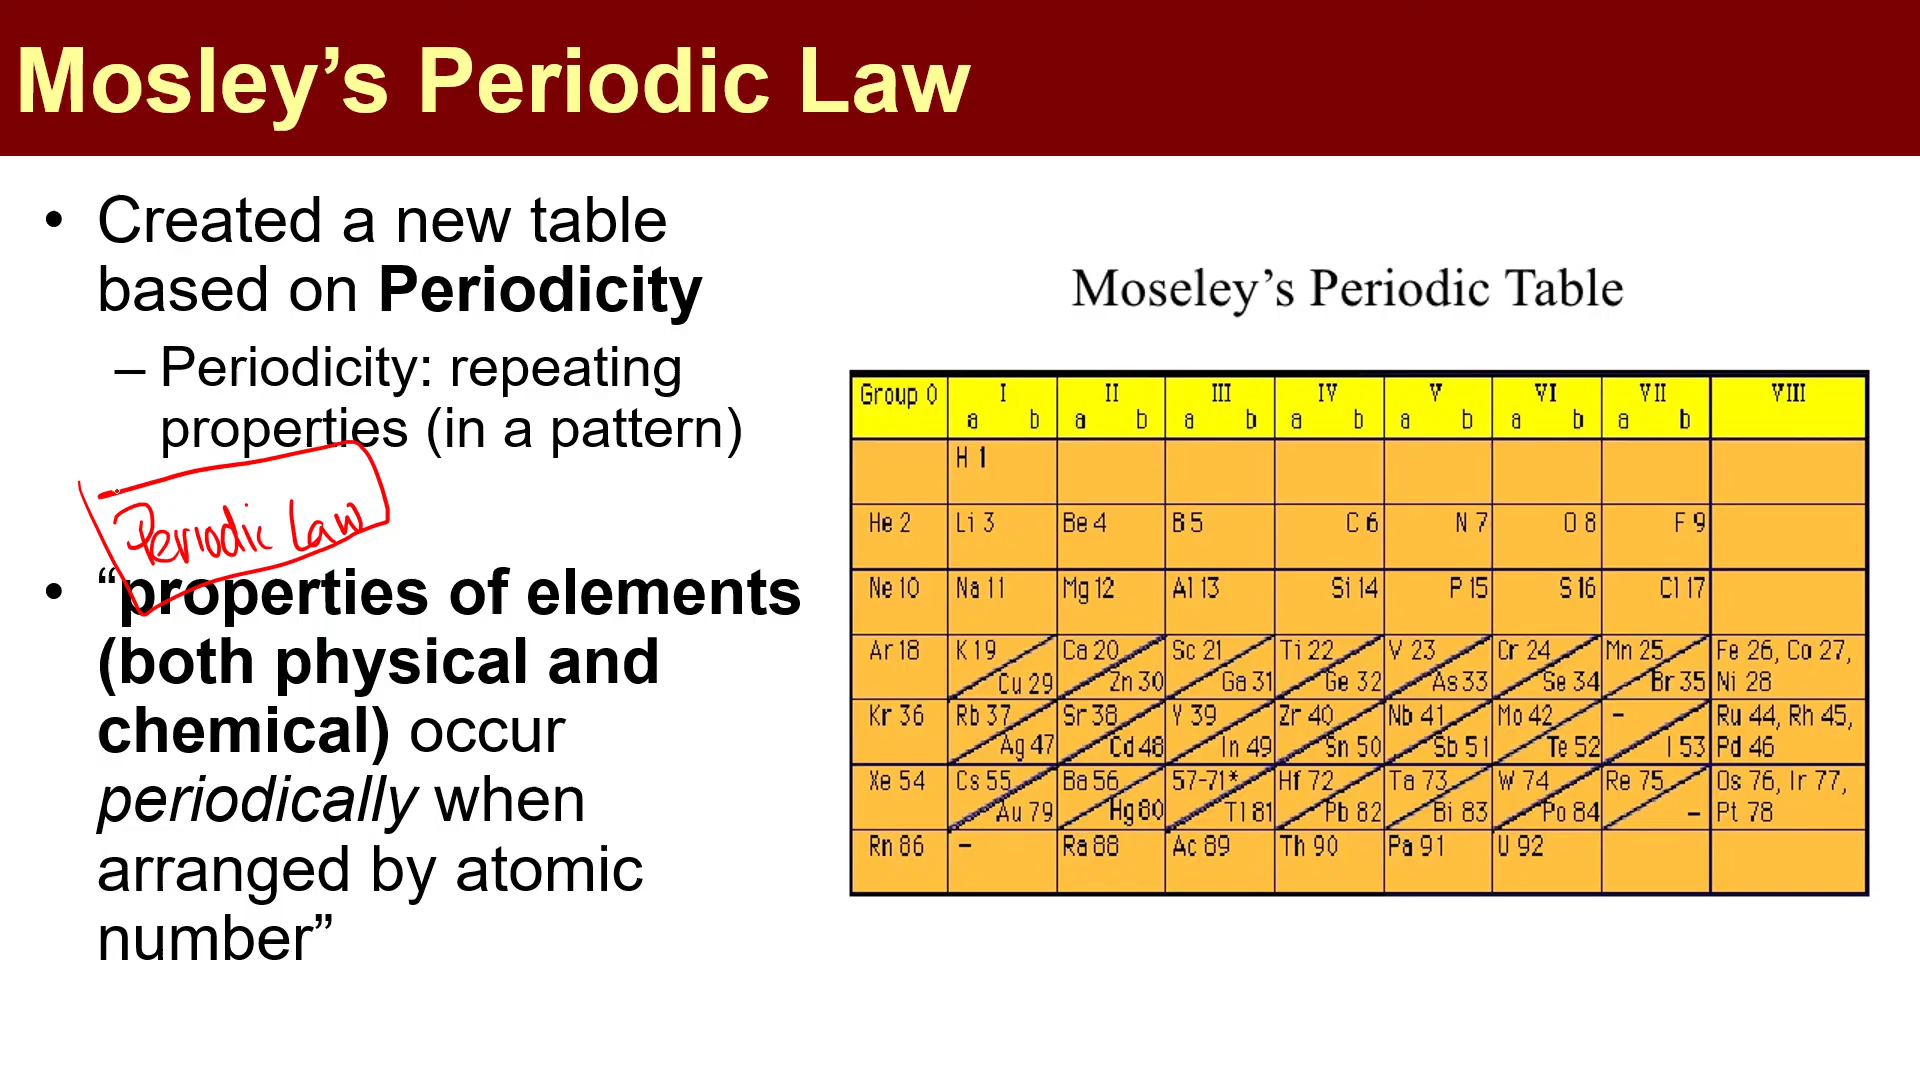 Mosley’s Periodic Law
• Created a new table
based on Periodicity
– Periodicity: repeating
properties (in a pattern)
Periodic Law
• “properties of elements
(both physical and
chemical) occur
periodically when
arranged by atomic
number”
Moseley’s Periodic Table
Group 0 I II III IV V VI VII VIII
a b a b a b a b a b a b a b
H 1
He 2 Li 3 Be 4 B 5 C 6 N 7 O 8 F 9
Ne 10 Na 11 Mg 12 Al 13 Si 14 P 15 S 16 Cl 17
Ar 18 K 19 Ca 20 Sc 21 Ti 22 V 23 Cr 24 Mn 25 Fe 26, Co 27,
Cu 29 Zn 30 Ga 31 Ge 32 As 33 Se 34 Br 35 Ni 28
Kr 36 Rb 37 Sr 38 Y 39 Zr 40 Nb 41 Mo 42 – Ru 44, Rh 45,
Ag 47 Cd 48 In 49 Sn 50 Sb 51 Te 52 I 53 Pd 46
Xe 54 Cs 55 Ba 56 57-71* Hf 72 Ta 73 W 74 Re 75 Os 76, Ir 77,
Au 79 Hg 80 Tl 81 Pb 82 Bi 83 Po 84 – Pt 78
Rn 86 – Ra 88 Ac 89 Th 90 Pa 91 U 92